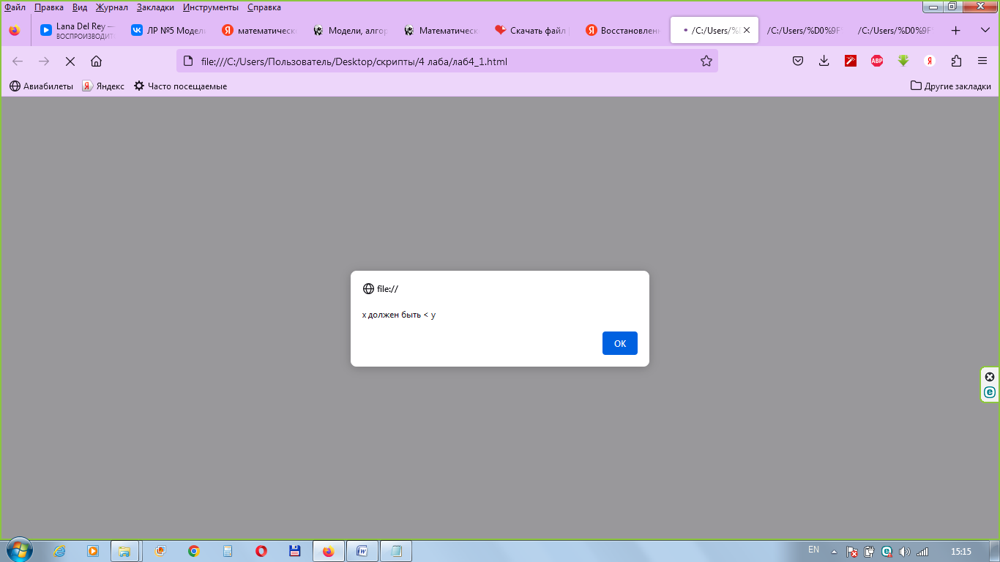 Файл Правка Вид Журнал Закладки Инструменты Справка
Lana Del Rey —
ВОСПРОИЗВОДИТ
ЛР №5 Модел
математическ
Модели, алгор
Математическ
Скачать файл
Восстановлен
/C:/Users/%
/C:/Users/%D0%9F
/C:/Users/%D0%9F
file:///C:/Users/Пользователь/Desktop/скрипты/4 лаба/лаб4_1.html
ABP
Я
Авиабилеты
Яндекс
Часто посещаемые
Другие закладки
file://
x должен быть < y
OK
EN
15:15